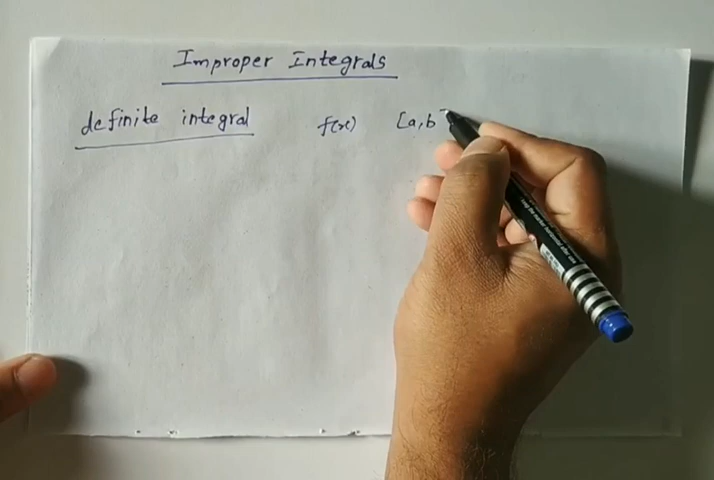 Improper Integrals
definite integral f(x) [a,b]